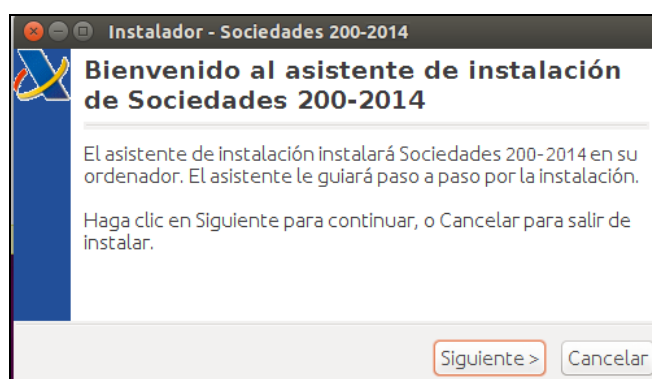 Instalador - Sociedades 200-2014
Bienvenido al asistente de instalación
de Sociedades 200-2014
El asistente de instalación instalará Sociedades 200-2014 en su
ordenador. El asistente le guiará paso a paso por la instalación.
Haga clic en Siguiente para continuar, o Cancelar para salir de
instalar.
Siguiente > Cancelar